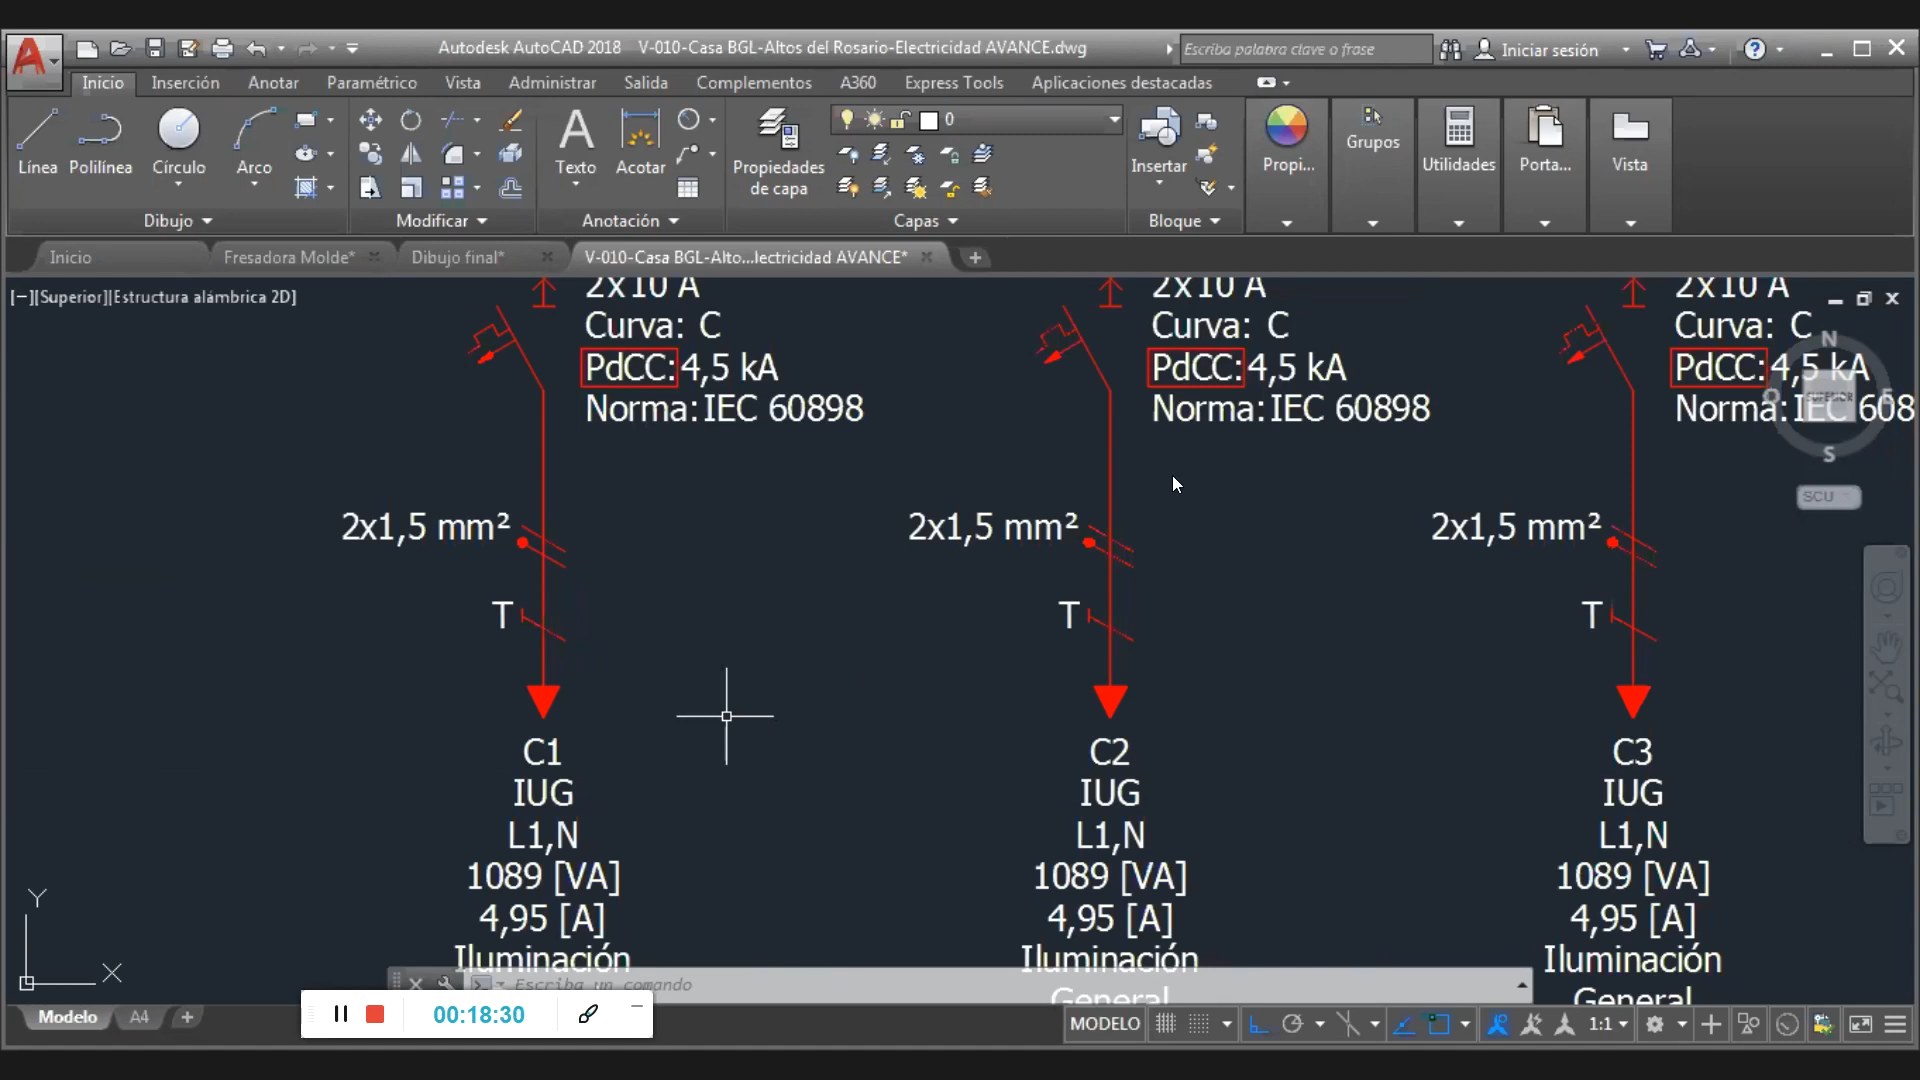 Autodesk AutoCAD 2018 V-010-Casa BGL-Altos del Rosario-Electricidad AVANCE.dwg
Escriba palabra clave o frase
Iniciar sesión
Inicio Inserción Anotar Paramétrico Vista Administrar Salida Complementos A360 Express Tools Aplicaciones destacadas
0
Línea Polilínea Círculo Arco
Texto Acotar
Propiedades de capa
Insertar
Propi...
Grupos
Utilidades
Porta...
Vista
Dibujo Modificar Anotación Capas Bloque
Inicio Fresadora Molde* Dibujo final* V-010-Casa BGL-Alto...lectricidad AVANCE*
[−][Superior][Estructura alámbrica 2D]
2x10 A 2x10 A 2x10 A
Curva: C Curva: C Curva: C
PdCC: 4,5 kA PdCC: 4,5 kA PdCC: 4,5 kA
Norma: IEC 60898 Norma: IEC 60898 Norma: IEC 608
N
O SUPERIOR E
S
SCU
2x1,5 mm² 2x1,5 mm² 2x1,5 mm²
T T T
C1 C2 C3
IUG IUG IUG
L1,N L1,N L1,N
1089 [VA] 1089 [VA] 1089 [VA]
4,95 [A] 4,95 [A] 4,95 [A]
Iluminación Iluminación Iluminación
General General
Y
X
Escriba un comando
Modelo A4
00:18:30
MODELO
1:1